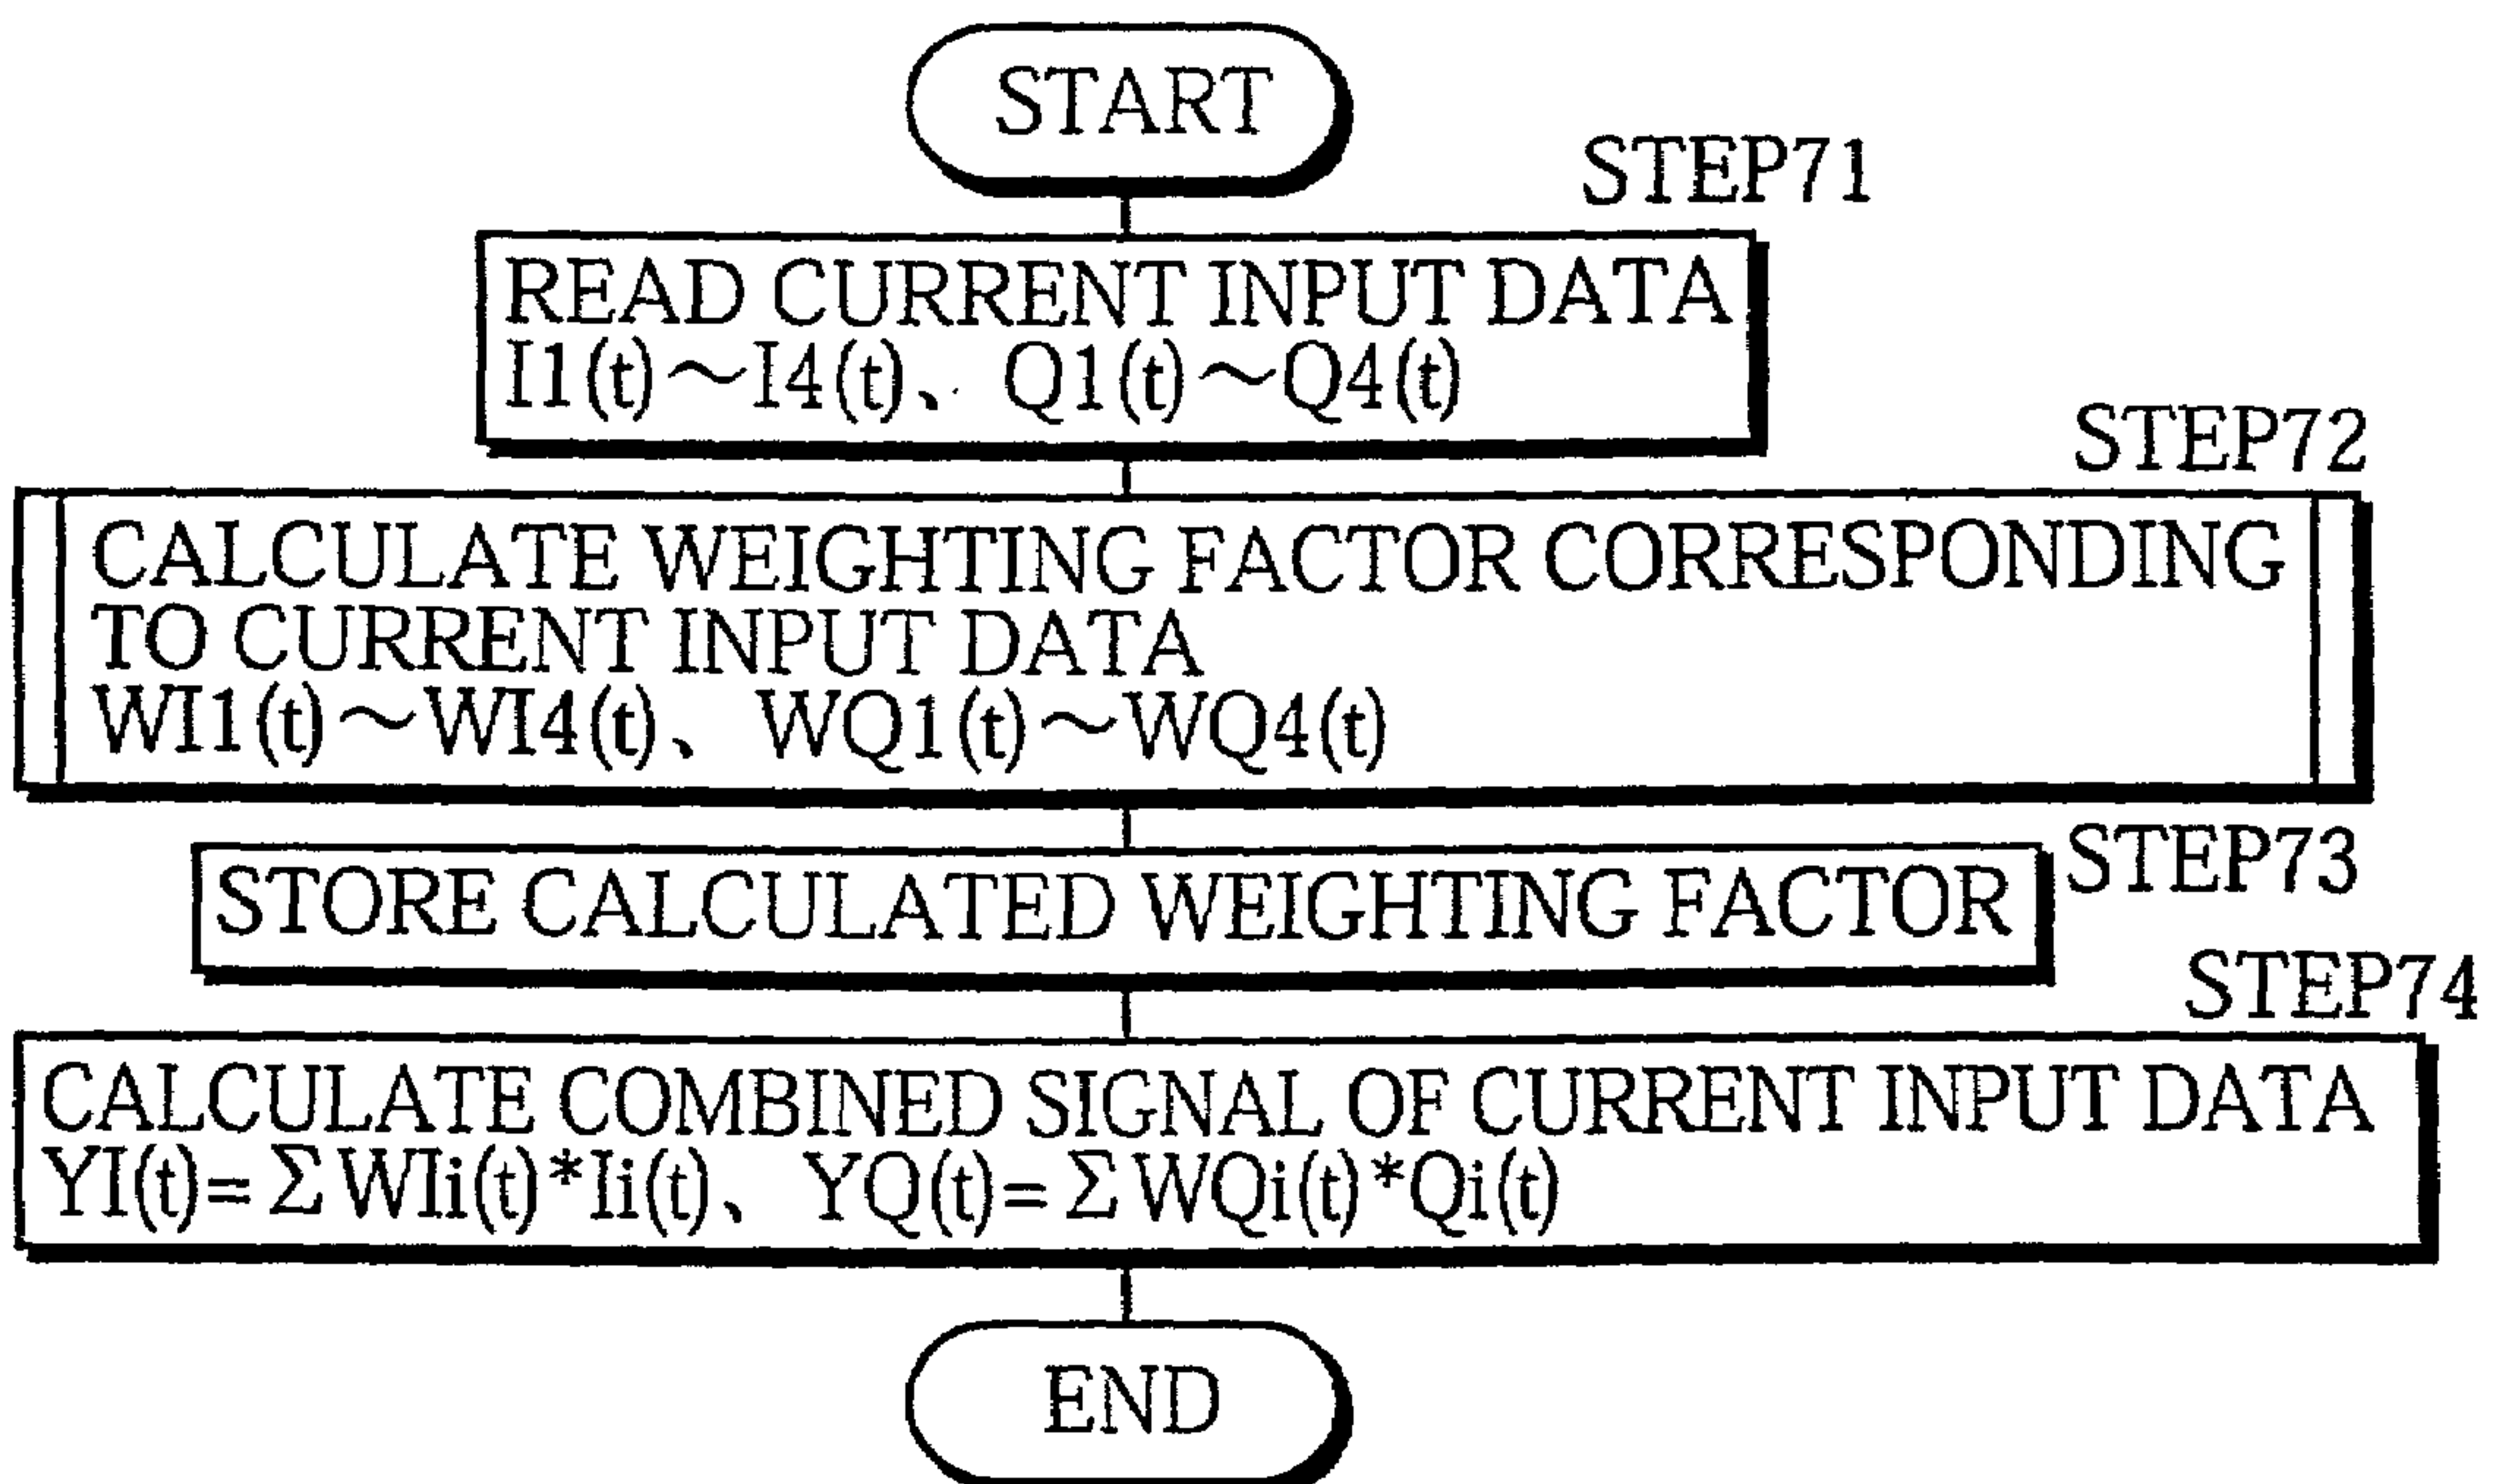 START
STEP71
READ CURRENT INPUT DATA
I1(t)～I4(t)、 Q1(t)～Q4(t)
STEP72
CALCULATE WEIGHTING FACTOR CORRESPONDING
TO CURRENT INPUT DATA
WI1(t)～WI4(t)、 WQ1(t)～WQ4(t)
STEP73
STORE CALCULATED WEIGHTING FACTOR
STEP74
CALCULATE COMBINED SIGNAL OF CURRENT INPUT DATA
YI(t)=ΣWIi(t)*Ii(t)、 YQ(t)=ΣWQi(t)*Qi(t)
END